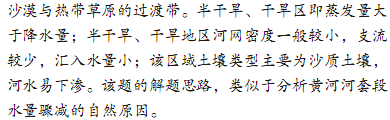 沙漠与热带草原的过渡带。半干旱、干旱区即蒸发量大
于降水量；半干旱、干旱地区河网密度一般较小，支流
较少，汇入水量小；该区域土壤类型主要为沙质土壤，
河水易下渗。该题的解题思路，类似于分析黄河河套段
水量骤减的自然原因。